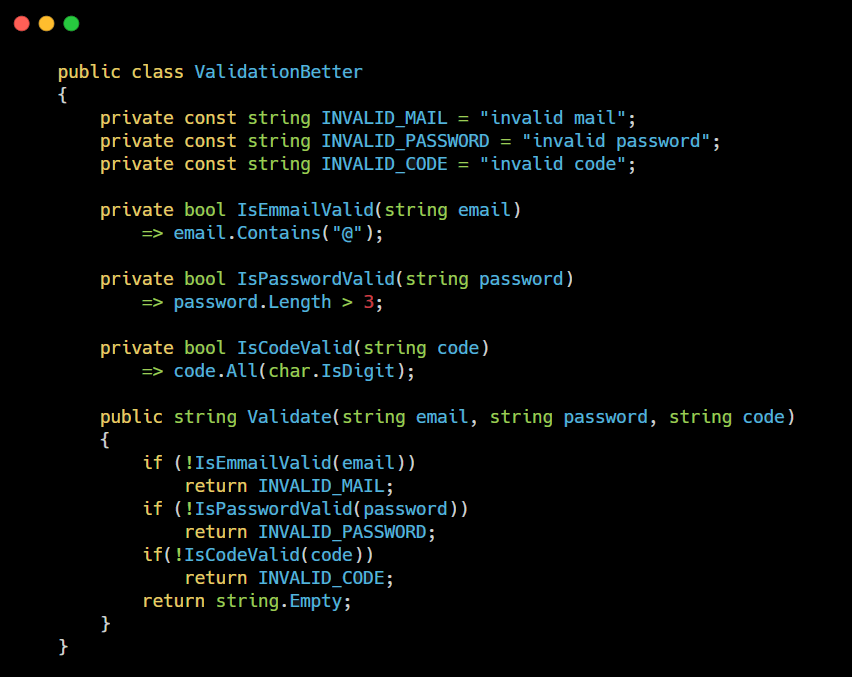 public class ValidationBetter
{
    private const string INVALID_MAIL = "invalid mail";
    private const string INVALID_PASSWORD = "invalid password";
    private const string INVALID_CODE = "invalid code";

    private bool IsEmmailValid(string email)
        => email.Contains("@");

    private bool IsPasswordValid(string password)
        => password.Length > 3;

    private bool IsCodeValid(string code)
        => code.All(char.IsDigit);

    public string Validate(string email, string password, string code)
    {
        if (!IsEmmailValid(email))
            return INVALID_MAIL;
        if (!IsPasswordValid(password))
            return INVALID_PASSWORD;
        if(!IsCodeValid(code))
            return INVALID_CODE;
        return string.Empty;
    }
}